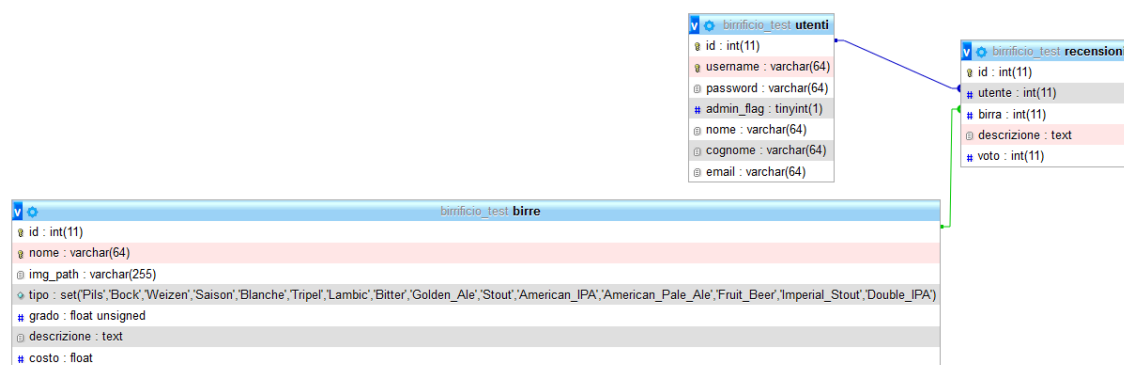 v birrificio_test utenti
id : int(11)
username : varchar(64)
password : varchar(64)
# admin_flag : tinyint(1)
nome : varchar(64)
cognome : varchar(64)
email : varchar(64)
v birrificio_test recensioni
id : int(11)
# utente : int(11)
# birra : int(11)
descrizione : text
# voto : int(11)
v birrificio_test birre
id : int(11)
nome : varchar(64)
img_path : varchar(255)
tipo : set('Pils','Bock','Weizen','Saison','Blanche','Tripel','Lambic','Bitter','Golden_Ale','Stout','American_IPA','American_Pale_Ale','Fruit_Beer','Imperial_Stout','Double_IPA')
# grado : float unsigned
descrizione : text
# costo : float